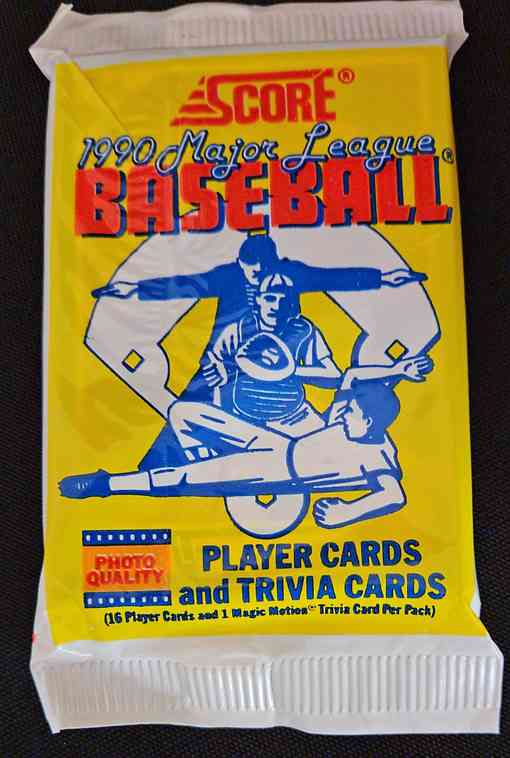 SCORE®
1990 Major League
BASEBALL®
PHOTO
QUALITY
PLAYER CARDS
and TRIVIA CARDS
(16 Player Cards and 1 Magic Motion™ Trivia Card Per Pack)